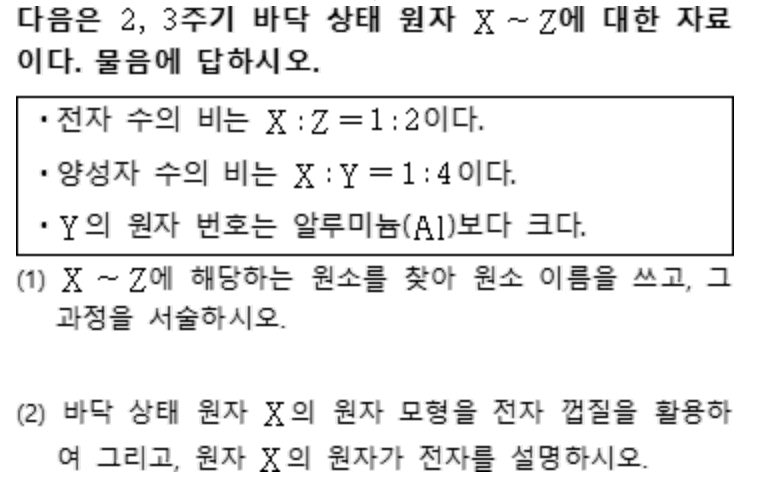 다음은 2, 3주기 바닥 상태 원자 X ~ Z에 대한 자료
이다. 물음에 답하시오.
・전자 수의 비는 X : Z = 1 : 2이다.
・양성자 수의 비는 X : Y = 1 : 4이다.
・Y의 원자 번호는 알루미늄(Al)보다 크다.
(1) X ~ Z에 해당하는 원소를 찾아 원소 이름을 쓰고, 그
과정을 서술하시오.
(2) 바닥 상태 원자 X의 원자 모형을 전자 껍질을 활용하
여 그리고, 원자 X의 원자가 전자를 설명하시오.